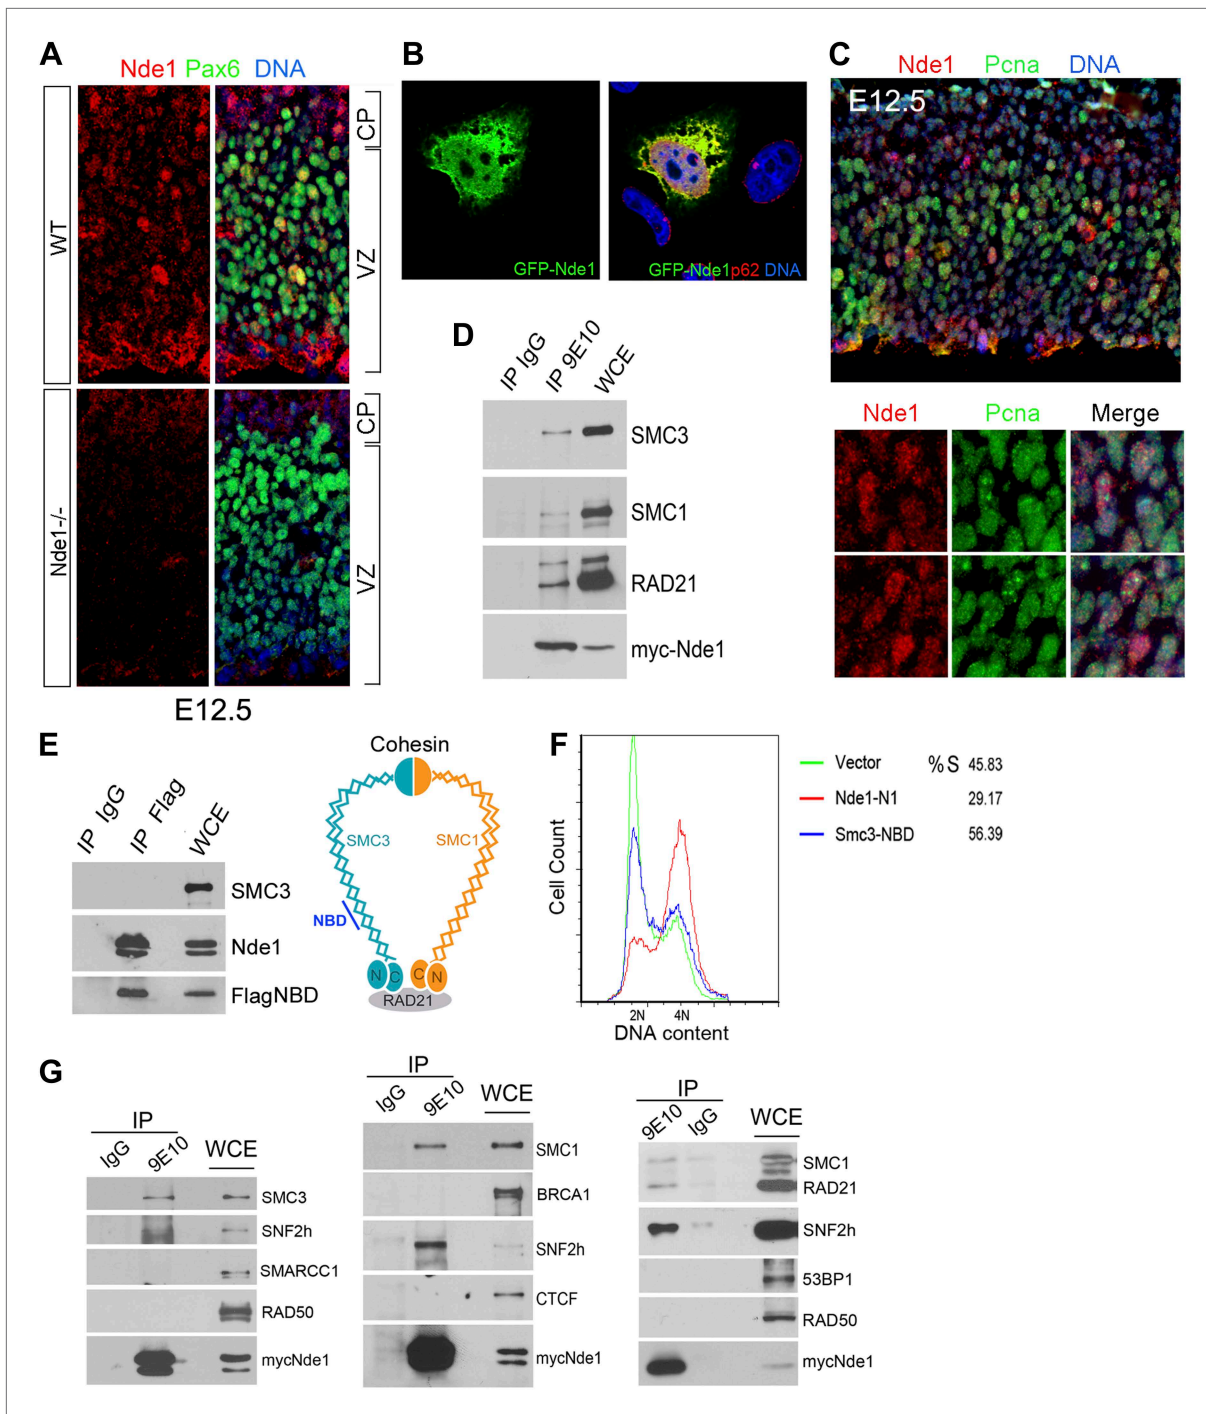 A
Nde1 Pax6 DNA
WT
CP
VZ
Nde1-/-
CP
VZ
E12.5
B
GFP-Nde1
GFP-Nde1p62 DNA
C
Nde1 Pcna DNA
E12.5
Nde1 Pcna Merge
D
IP IgG
IP 9E10
WCE
SMC3
SMC1
RAD21
myc-Nde1
E
IP IgG
IP Flag
WCE
SMC3
Nde1
FlagNBD
Cohesin
SMC3
SMC1
NBD
N C C N
RAD21
F
Cell Count
2N 4N
DNA content
Vector %S 45.83
Nde1-N1 29.17
Smc3-NBD 56.39
G
IP
IgG 9E10 WCE
SMC3
SNF2h
SMARCC1
RAD50
mycNde1
IP
IgG 9E10 WCE
SMC1
BRCA1
SNF2h
CTCF
mycNde1
IP
9E10 IgG WCE
SMC1
RAD21
SNF2h
53BP1
RAD50
mycNde1